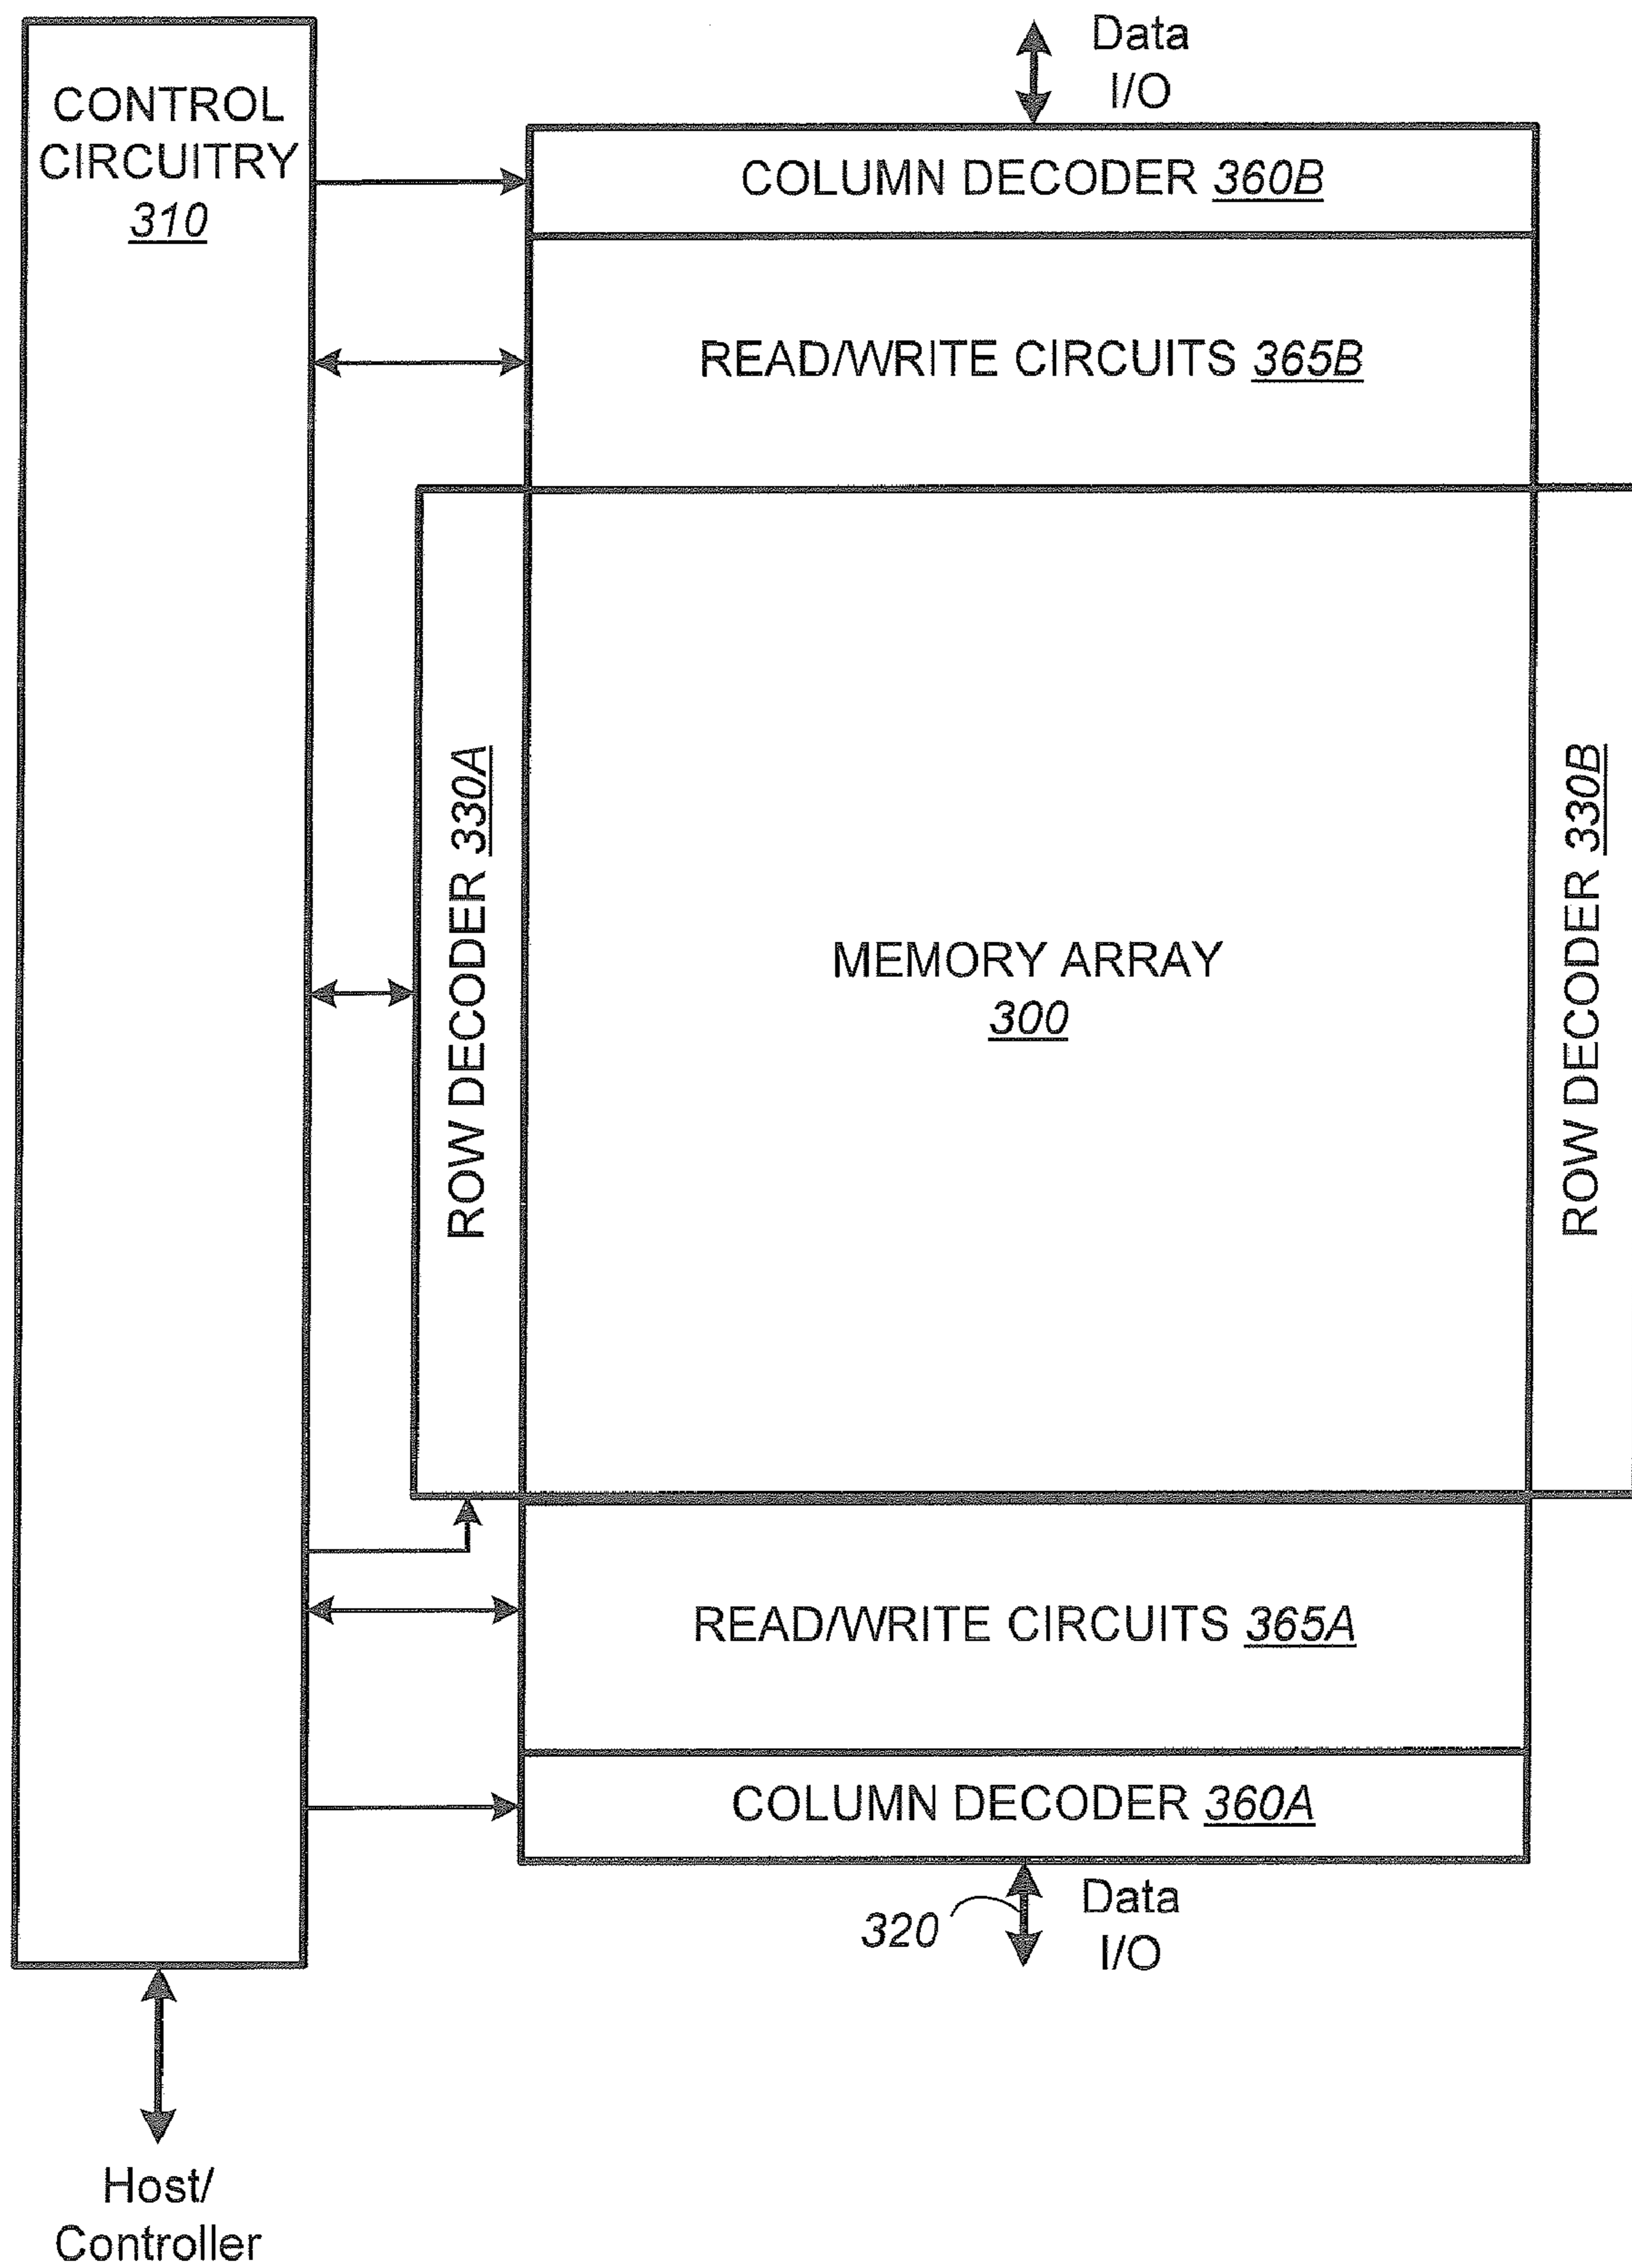 Data
I/O
CONTROL
CIRCUITRY
310
COLUMN DECODER 360B
READ/WRITE CIRCUITS 365B
ROW DECODER 330A
MEMORY ARRAY
300
ROW DECODER 330B
READ/WRITE CIRCUITS 365A
COLUMN DECODER 360A
320
Data
I/O
Host/
Controller